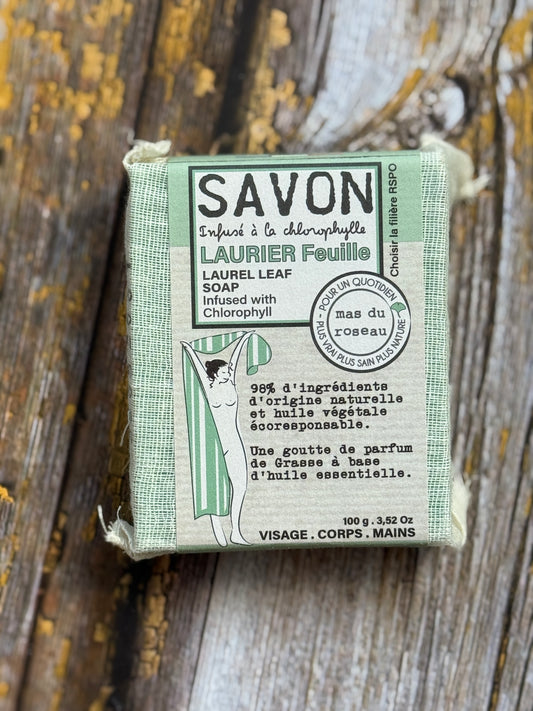 SAVON
Infusé à la chlorophylle
LAURIER Feuille
LAUREL LEAF
SOAP
Infused with
Chlorophyll
Choisir la filière RSPO
POUR UN QUOTIDIEN
mas du
roseau
PLUS VRAI PLUS SAIN PLUS NATURE
98% d'ingrédients
d'origine naturelle
et huile végétale
écoresponsable.
Une goutte de parfum
de Grasse à base
d'huile essentielle.
100 g . 3,52 Oz
VISAGE . CORPS . MAINS